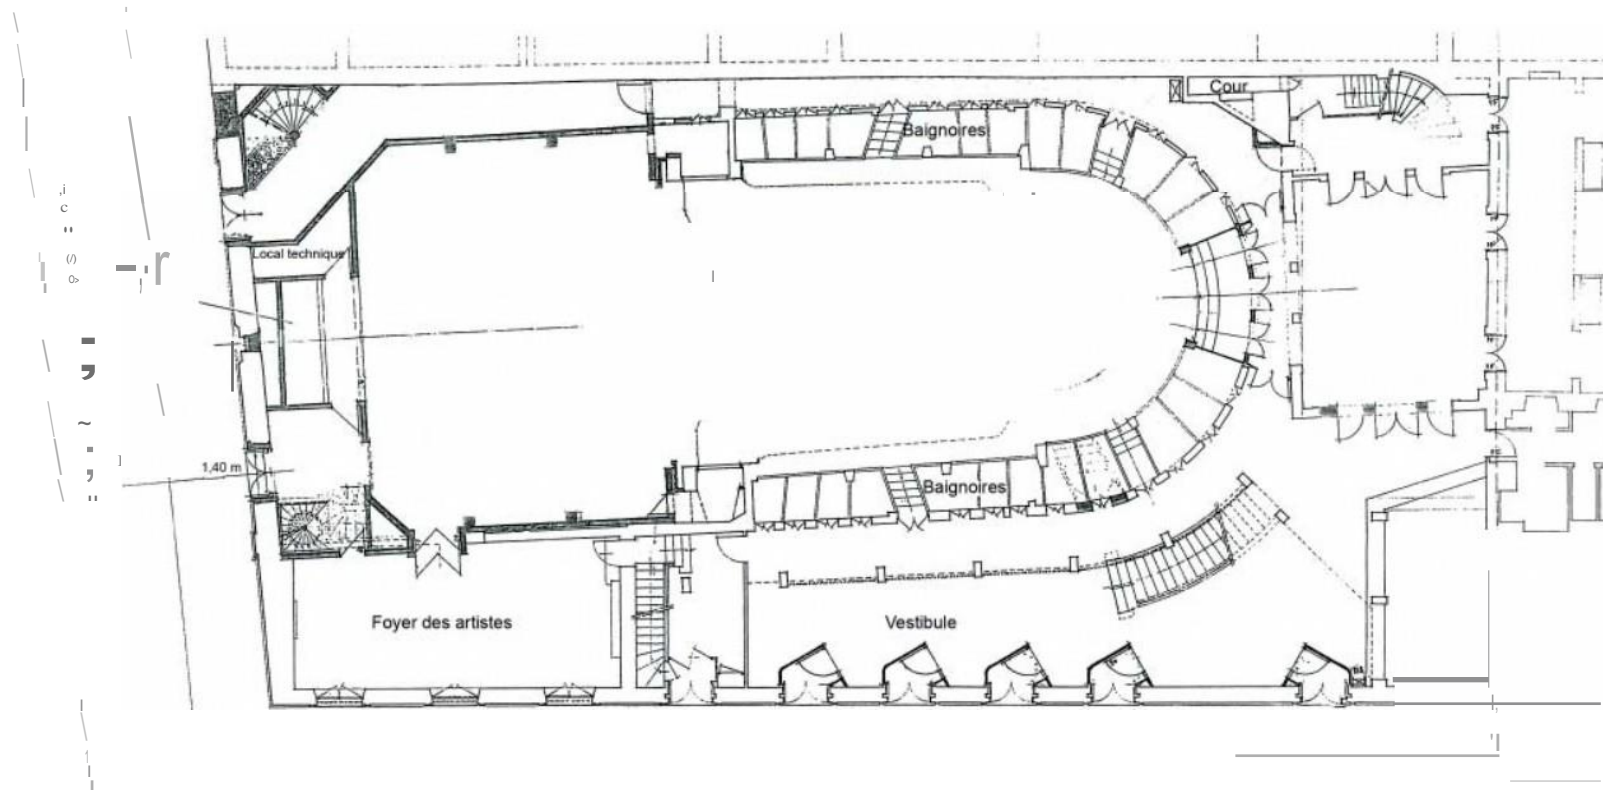 Cour
Baignoires
Local technique
1,40 m
Baignoires
Foyer des artistes
Vestibule